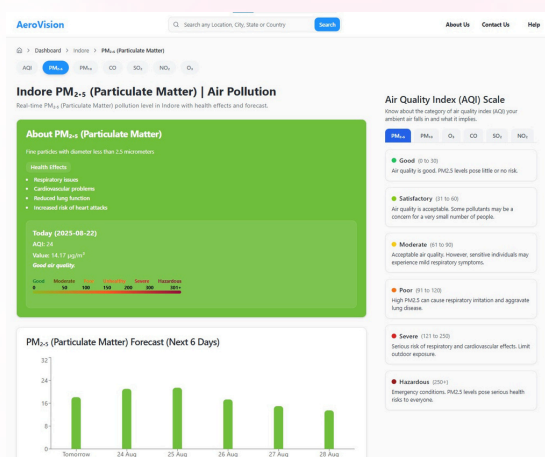 AeroVision
Search any Location, City, State or Country
Search
About Us
Contact Us
Help
Dashboard > Indore > PM₂.₅ (Particulate Matter)
AQI
PM₂.₅
PM₁₀
CO
SO₂
NO₂
O₃
Indore PM₂.₅ (Particulate Matter) | Air Pollution
Real-time PM₂.₅ (Particulate Matter) pollution level in Indore with health effects and forecast.
About PM₂.₅ (Particulate Matter)
Fine particles with diameter less than 2.5 micrometers
Health Effects
• Respiratory issues
• Cardiovascular problems
• Reduced lung function
• Increased risk of heart attacks
Today (2025-08-22)
AQI: 24
Value: 14.17 μg/m³
Good air quality
Good Moderate Poor Unhealthy Severe Hazardous
0 50 100 150 200 300 301+
PM₂.₅ (Particulate Matter) Forecast (Next 6 Days)
32
24
16
8
0
Tomorrow 24 Aug 25 Aug 26 Aug 27 Aug 28 Aug
Air Quality Index (AQI) Scale
Know about the category of air quality index (AQI) your
ambient air falls in and what it implies.
PM₂.₅
PM₁₀
O₃
CO
SO₂
NO₂
Good (0 to 30)
Air quality is good. PM2.5 levels pose little or no risk.
Satisfactory (31 to 60)
Air quality is acceptable. Some pollutants may be a
concern for a very small number of people.
Moderate (61 to 90)
Acceptable air quality. However, sensitive individuals may
experience mild respiratory symptoms.
Poor (91 to 120)
High PM2.5 can cause respiratory irritation and aggravate
lung disease.
Severe (121 to 250)
Serious risk of respiratory and cardiovascular effects. Limit
outdoor exposure.
Hazardous (250+)
Emergency conditions. PM2.5 levels pose serious health
risks to everyone.